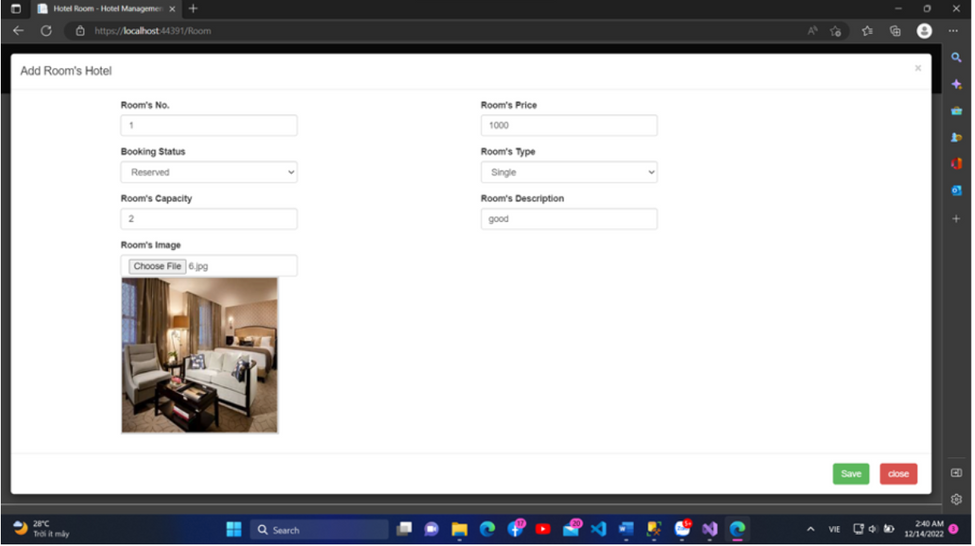 Hotel Room - Hotel Managemen
https://localhost:44391/Room
Add Room's Hotel
Room's No.
Room's Price
1
1000
Booking Status
Room's Type
Reserved
Single
Room's Capacity
Room's Description
2
good
Room's Image
Choose File 6.jpg
Save
close
28°C
Trời ít mây
Search
17
20
VIE
2:40 AM
12/14/2022